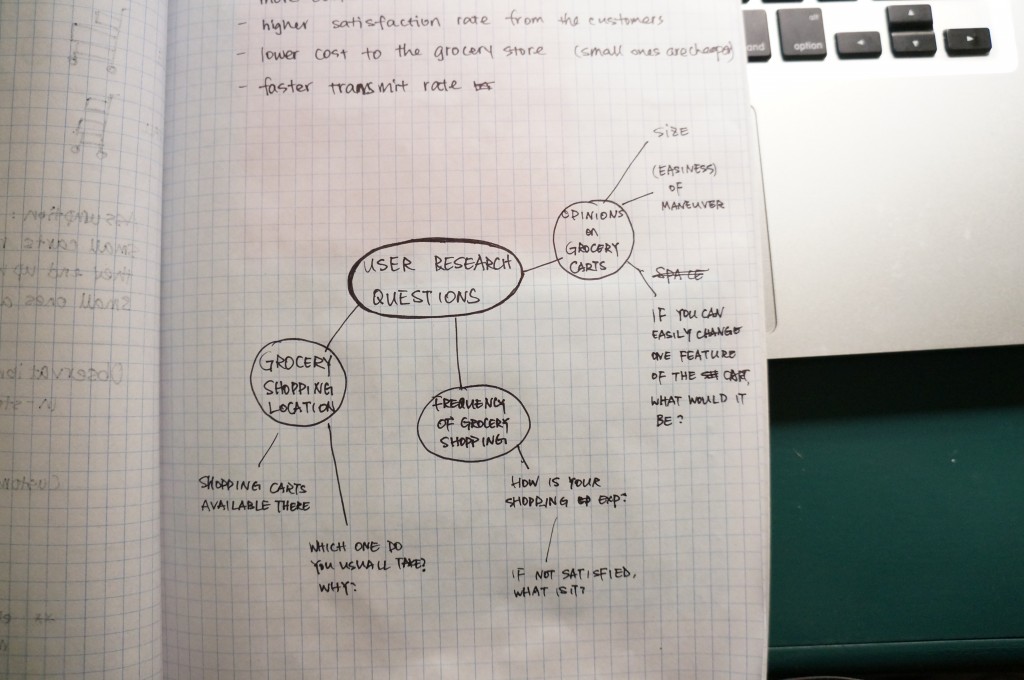 - higher satisfaction rate from the customers
- lower cost to the grocery store (small ones are cheaper)
- faster transmit rate
SIZE
(EASINESS)
OF
MANEUVER
OPINIONS
on
GROCERY
CARTS
SPACE
IF YOU CAN
EASILY CHANGE
ONE FEATURE
OF THE CART,
WHAT WOULD IT
BE?
USER RESEARCH
QUESTIONS
GROCERY
SHOPPING
LOCATION
FREQUENCY
OF GROCERY
SHOPPING
SHOPPING CARTS
AVAILABLE THERE
HOW IS YOUR
SHOPPING EXP?
WHICH ONE DO
YOU USUALL TAKE?
WHY?
IF NOT SATISFIED,
WHAT IS IT?
option